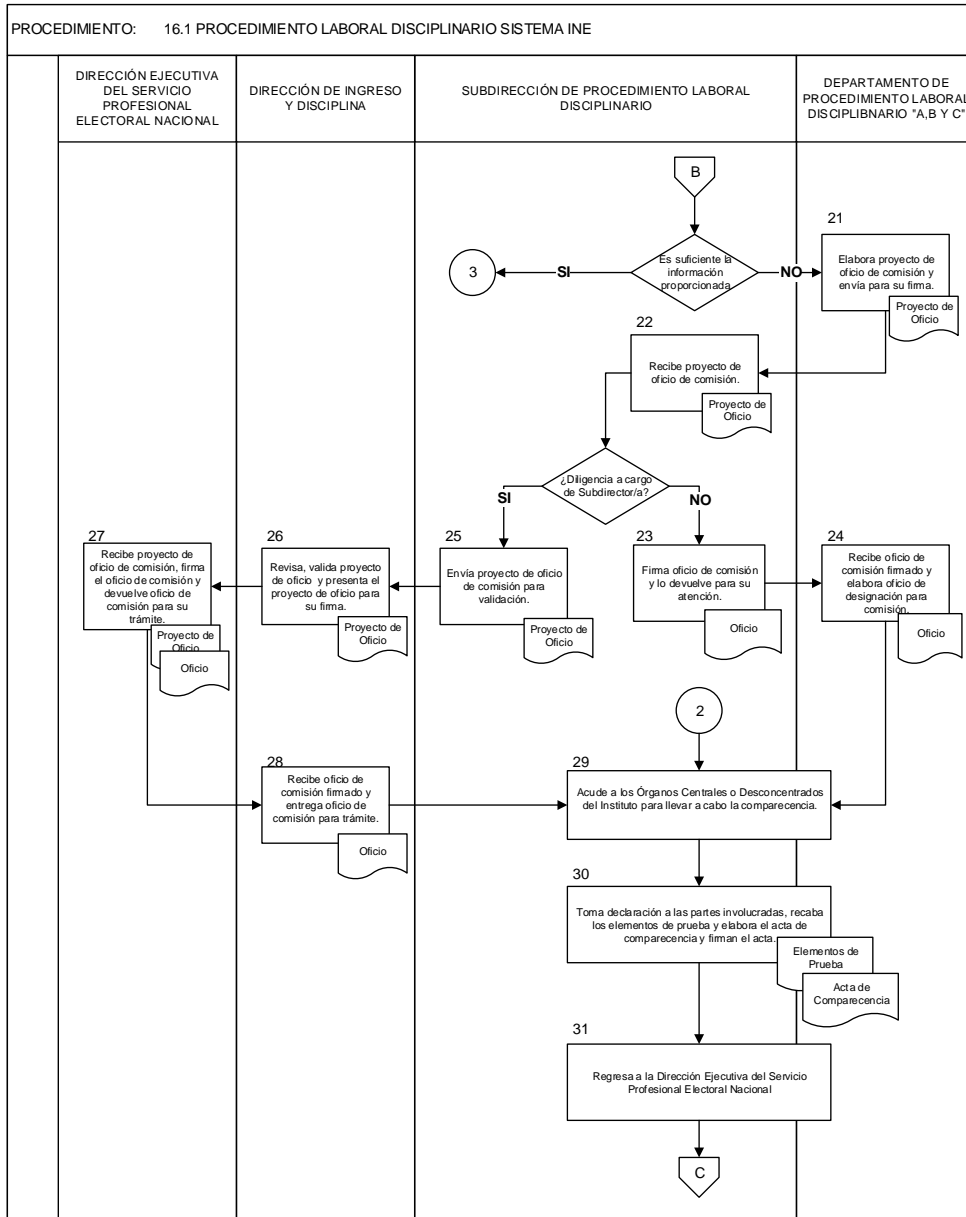 PROCEDIMIENTO: 16.1 PROCEDIMIENTO LABORAL DISCIPLINARIO SISTEMA INE
DIRECCIÓN EJECUTIVA
DEL SERVICIO
PROFESIONAL
ELECTORAL NACIONAL
DIRECCIÓN DE INGRESO
Y DISCIPLINA
SUBDIRECCIÓN DE PROCEDIMIENTO LABORAL
DISCIPLINARIO
DEPARTAMENTO DE
PROCEDIMIENTO LABORAL
DISCIPLIBNARIO "A,B Y C"
B
Es suficiente la
información
proporcionada
SI
3
NO
21
Elabora proyecto de
oficio de comisión y
envía para su firma.
Proyecto de
Oficio
22
Recibe proyecto de
oficio de comisión.
Proyecto de
Oficio
¿Diligencia a cargo
de Subdirector/a?
SI
NO
27
Recibe proyecto de
oficio de comisión, firma
el oficio de comisión y
devuelve oficio de
comisión para su
trámite.
Proyecto de
Oficio
Oficio
26
Revisa, valida proyecto
de oficio y presenta el
proyecto de oficio para
su firma.
Proyecto de
Oficio
25
Envía proyecto de oficio
de comisión para
validación.
Proyecto de
Oficio
23
Firma oficio de comisión
y lo devuelve para su
atención.
Oficio
24
Recibe oficio de
comisión firmado y
elabora oficio de
designación para
comisión.
Oficio
2
28
Recibe oficio de
comisión firmado y
entrega oficio de
comisión para trámite.
Oficio
29
Acude a los Órganos Centrales o Desconcentrados
del Instituto para llevar a cabo la comparecencia.
30
Toma declaración a las partes involucradas, recaba
los elementos de prueba y elabora el acta de
comparecencia y firman el acta.
Elementos de
Prueba
Acta de
Comparecencia
31
Regresa a la Dirección Ejecutiva del Servicio
Profesional Electoral Nacional
C